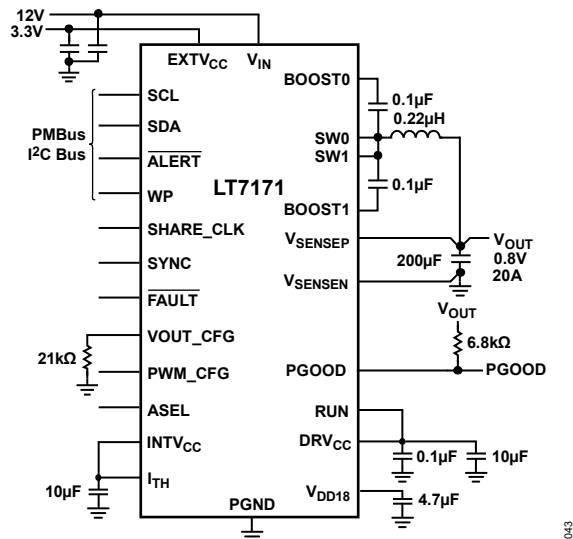 12V
3.3V
EXTVCC
VIN
BOOST0
SCL
0.1µF
0.22µH
SDA
SW0
PMBus
I2C Bus
ALERT
SW1
LT7171
0.1µF
WP
BOOST1
SHARE_CLK
VSENSEP
VOUT
0.8V
20A
SYNC
200µF
VSENSEN
FAULT
VOUT
VOUT_CFG
6.8kΩ
21kΩ
PWM_CFG
PGOOD
PGOOD
ASEL
RUN
INTVCC
DRVCC
0.1µF
10µF
ITH
10µF
VDD18
4.7µF
PGND
043